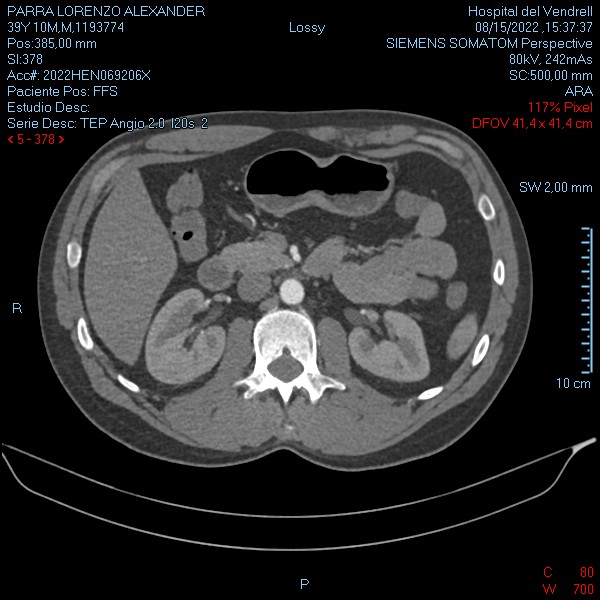 PARRA LORENZO ALEXANDER
39Y 10M,M,1193774
Pos:385,00 mm
SI:378
Acc#: 2022HEN069206X
Paciente Pos: FFS
Estudio Desc:
Serie Desc: TEP Angio 2.0 I20s 2
< 5 - 378 >
Lossy
Hospital del Vendrell
08/15/2022 ,15:37:37
SIEMENS SOMATOM Perspective
80kV, 242mAs
SC:500,00 mm
ARA
117% Pixel
DFOV 41,4 x 41,4 cm
SW 2,00 mm
R
10 cm
P
C 80
W 700